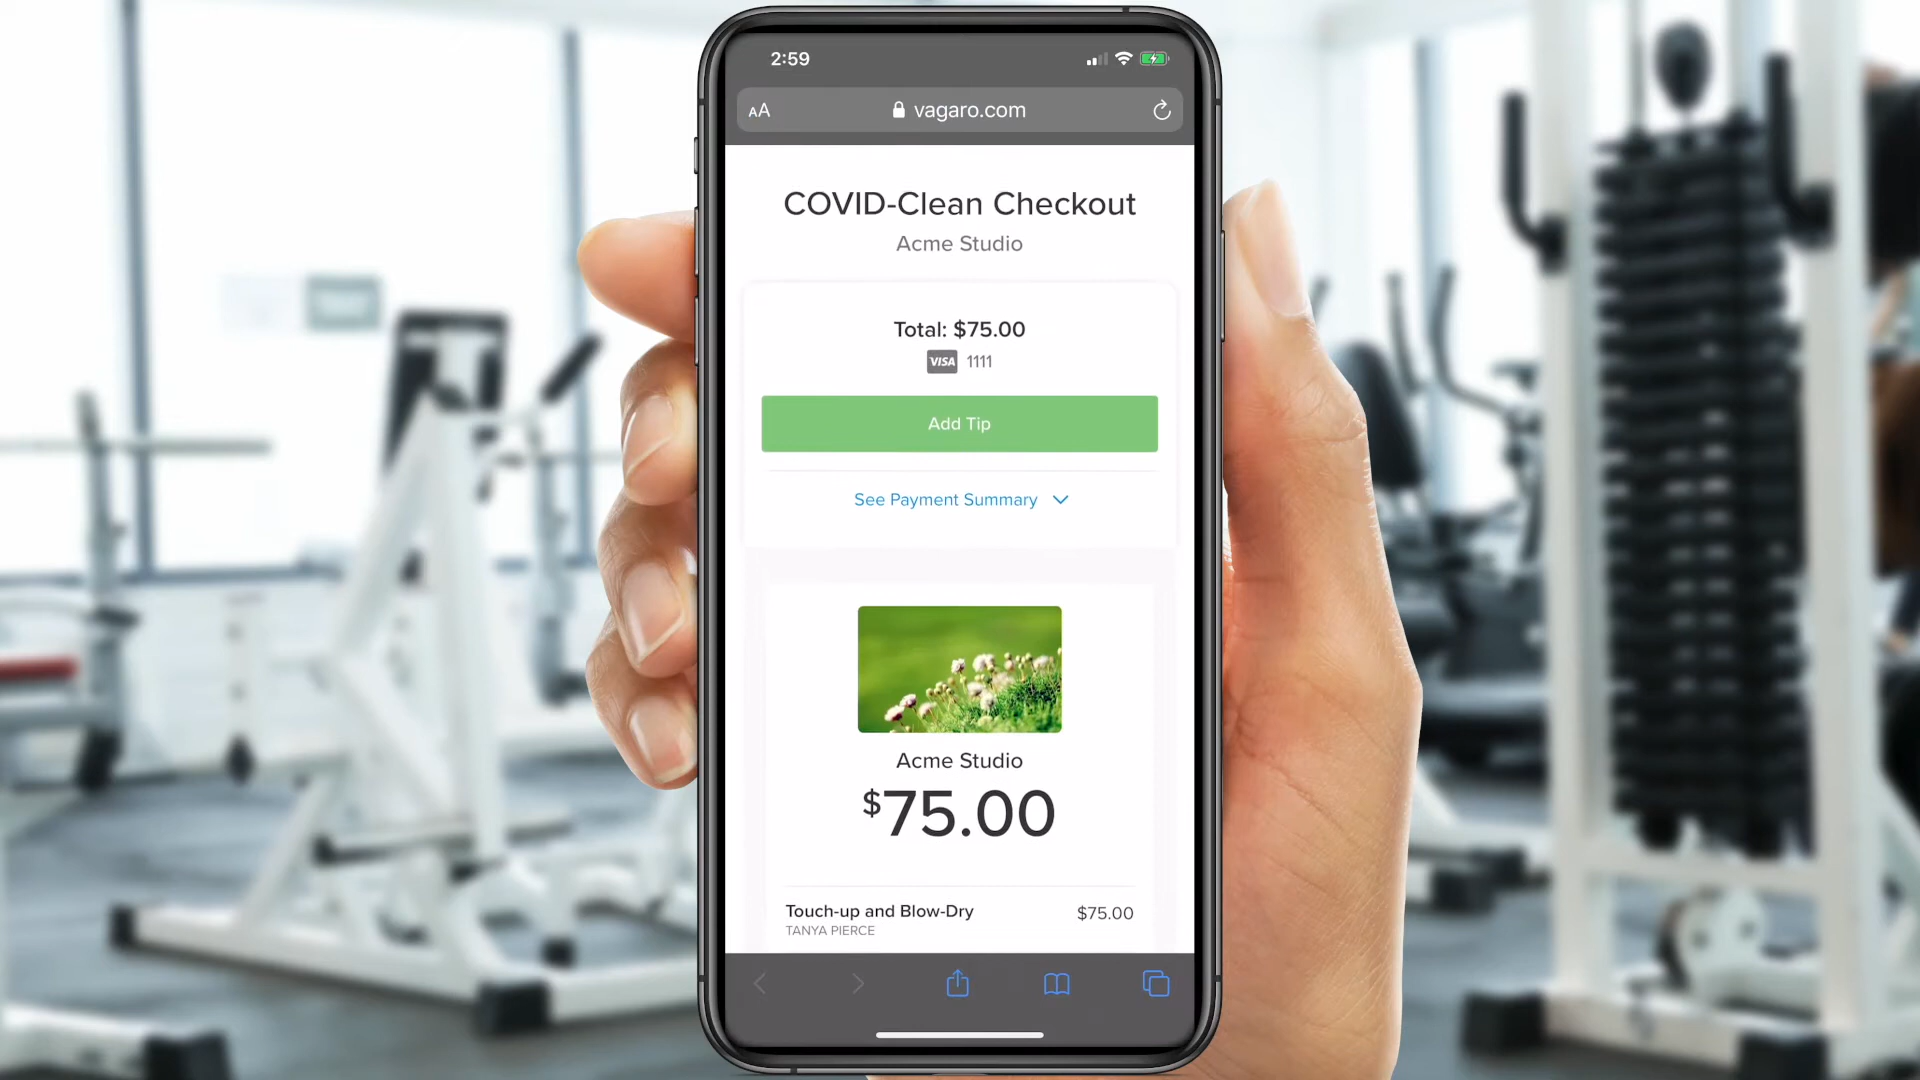 2:59
AA vagaro.com
COVID-Clean Checkout
Acme Studio
Total: $75.00
VISA 1111
Add Tip
See Payment Summary
Acme Studio
$75.00
Touch-up and Blow-Dry $75.00
TANYA PIERCE